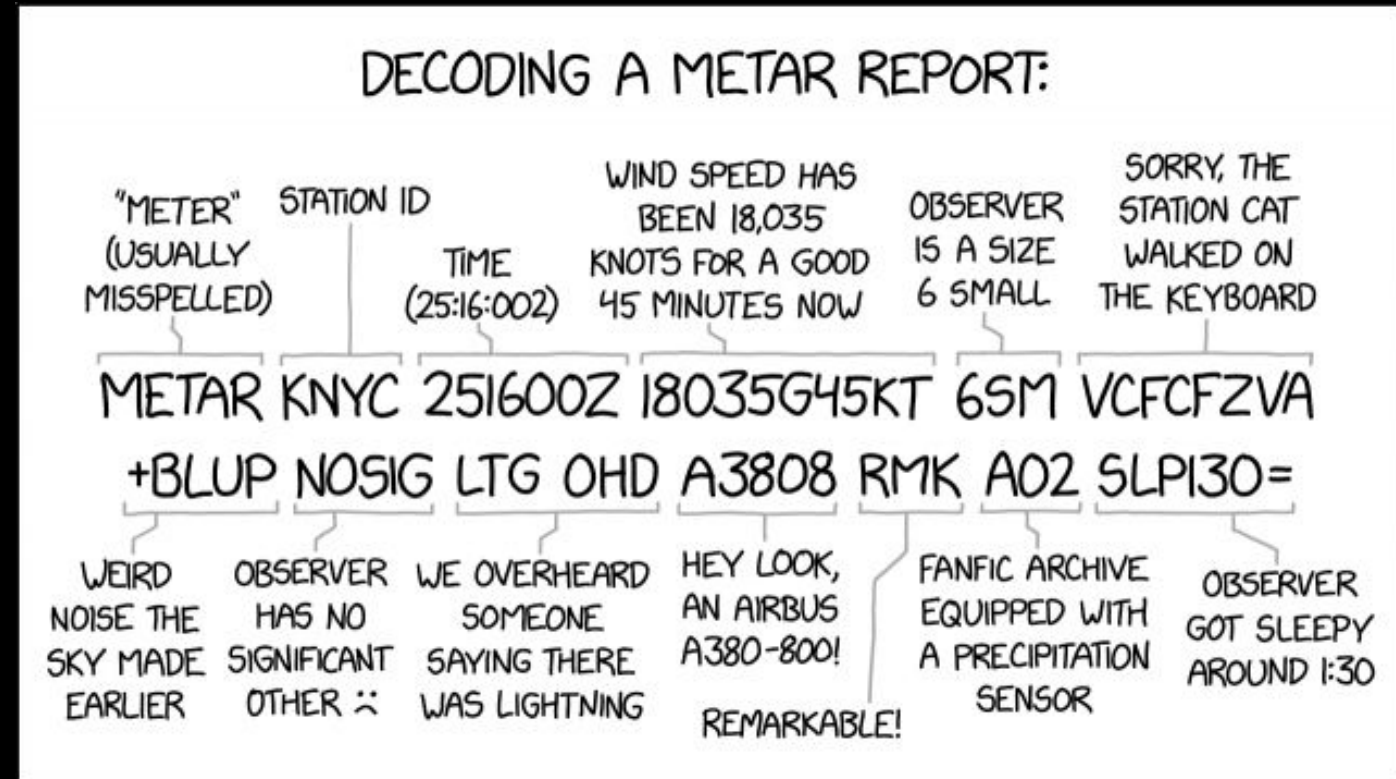 DECODING A METAR REPORT:
"METER"
(USUALLY
MISSPELLED)
STATION ID
TIME
(25:16:002)
WIND SPEED HAS
BEEN 18,035
KNOTS FOR A GOOD
45 MINUTES NOW
OBSERVER
IS A SIZE
6 SMALL
SORRY, THE
STATION CAT
WALKED ON
THE KEYBOARD
METAR KNYC 251600Z 18035G45KT 6SM VCFCFZVA
+BLUP NOSIG LTG OHD A3808 RMK A02 SLP130=
WEIRD
NOISE THE
SKY MADE
EARLIER
OBSERVER
HAS NO
SIGNIFICANT
OTHER :(
WE OVERHEARD
SOMEONE
SAYING THERE
WAS LIGHTNING
HEY LOOK,
AN AIRBUS
A380-800!
REMARKABLE!
FANFIC ARCHIVE
EQUIPPED WITH
A PRECIPITATION
SENSOR
OBSERVER
GOT SLEEPY
AROUND 1:30